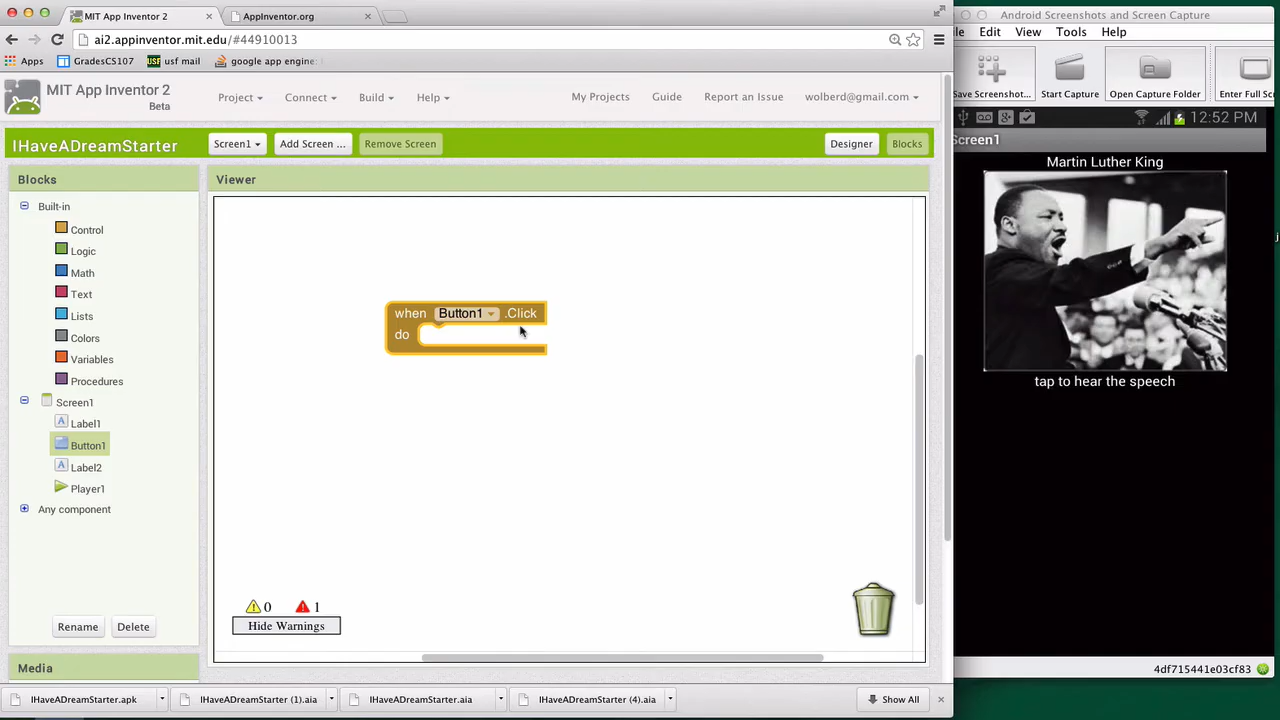 MIT App Inventor 2
AppInventor.org
ai2.appinventor.mit.edu/#44910013
Apps
GradesCS107
usf mail
google app engine:
MIT App Inventor 2
Beta
Project
Connect
Build
Help
My Projects
Guide
Report an Issue
wolberd@gmail.com
IHaveADreamStarter
Screen1
Add Screen ...
Remove Screen
Designer
Blocks
Blocks
Built-in
Control
Logic
Math
Text
Lists
Colors
Variables
Procedures
Screen1
Label1
Button1
Label2
Player1
Any component
Rename
Delete
Media
Viewer
when Button1 .Click
do
0
1
Hide Warnings
IHaveADreamStarter.apk
IHaveADreamStarter (1).aia
IHaveADreamStarter.aia
IHaveADreamStarter (4).aia
Show All
Android Screenshots and Screen Capture
Edit
View
Tools
Help
Save Screenshot...
Start Capture
Open Capture Folder
Enter Full Scr
12:52 PM
Screen1
Martin Luther King
tap to hear the speech
4df715441e03cf83